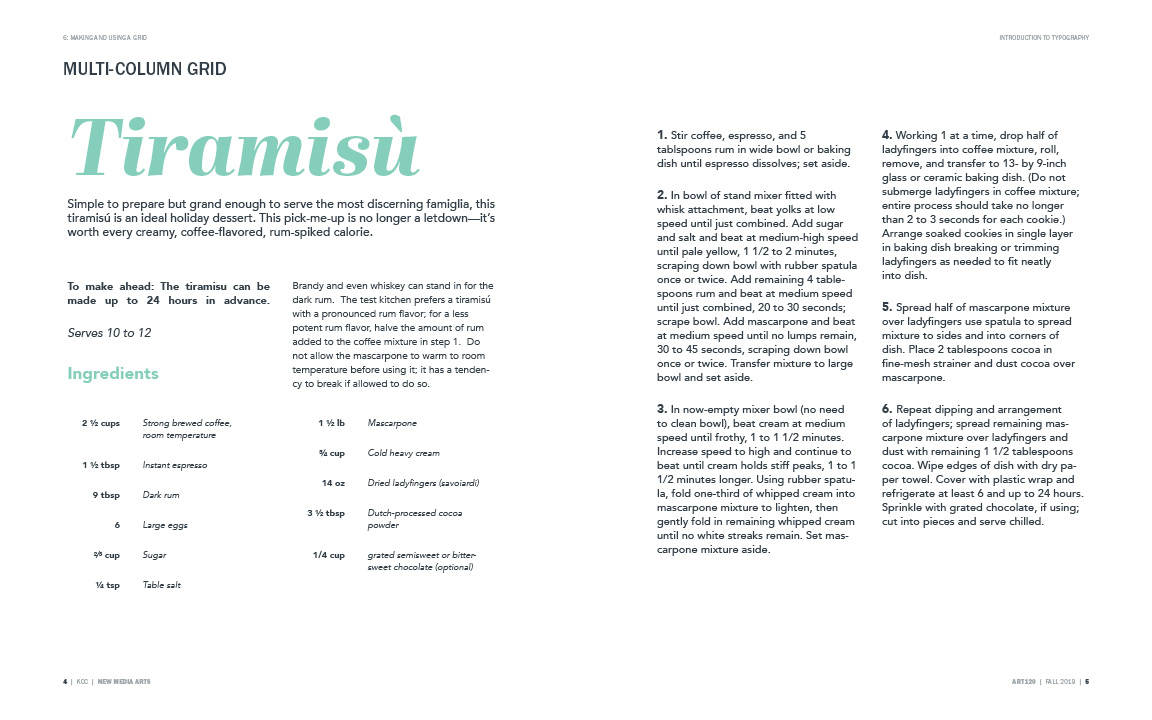 6: MAKING AND USING A GRID
INTRODUCTION TO TYPOGRAPHY
MULTI-COLUMN GRID
Tiramisù
Simple to prepare but grand enough to serve the most discerning famiglia, this
tiramisú is an ideal holiday dessert. This pick-me-up is no longer a letdown—it’s
worth every creamy, coffee-flavored, rum-spiked calorie.
To make ahead: The tiramisu can be
made up to 24 hours in advance.
Serves 10 to 12
Ingredients
Brandy and even whiskey can stand in for the
dark rum.  The test kitchen prefers a tiramisú
with a pronounced rum flavor; for a less
potent rum flavor, halve the amount of rum
added to the coffee mixture in step 1.  Do
not allow the mascarpone to warm to room
temperature before using it; it has a tenden-
cy to break if allowed to do so.
2 ½ cups Strong brewed coffee,
room temperature
1 ½ tbsp Instant espresso
9 tbsp Dark rum
6 Large eggs
⅔ cup Sugar
¼ tsp Table salt
1 ½ lb Mascarpone
¾ cup Cold heavy cream
14 oz Dried ladyfingers (savoiardi)
3 ½ tbsp Dutch-processed cocoa
powder
1/4 cup grated semisweet or bitter-
sweet chocolate (optional)
1. Stir coffee, espresso, and 5
tablspoons rum in wide bowl or baking
dish until espresso dissolves; set aside.
2. In bowl of stand mixer fitted with
whisk attachment, beat yolks at low
speed until just combined. Add sugar
and salt and beat at medium-high speed
until pale yellow, 1 1/2 to 2 minutes,
scraping down bowl with rubber spatula
once or twice. Add remaining 4 table-
spoons rum and beat at medium speed
until just combined, 20 to 30 seconds;
scrape bowl. Add mascarpone and beat
at medium speed until no lumps remain,
30 to 45 seconds, scraping down bowl
once or twice. Transfer mixture to large
bowl and set aside.
3. In now-empty mixer bowl (no need
to clean bowl), beat cream at medium
speed until frothy, 1 to 1 1/2 minutes.
Increase speed to high and continue to
beat until cream holds stiff peaks, 1 to 1
1/2 minutes longer. Using rubber spatu-
la, fold one-third of whipped cream into
mascarpone mixture to lighten, then
gently fold in remaining whipped cream
until no white streaks remain. Set mas-
carpone mixture aside.
4. Working 1 at a time, drop half of
ladyfingers into coffee mixture, roll,
remove, and transfer to 13- by 9-inch
glass or ceramic baking dish. (Do not
submerge ladyfingers in coffee mixture;
entire process should take no longer
than 2 to 3 seconds for each cookie.)
Arrange soaked cookies in single layer
in baking dish breaking or trimming
ladyfingers as needed to fit neatly
into dish.
5. Spread half of mascarpone mixture
over ladyfingers use spatula to spread
mixture to sides and into corners of
dish. Place 2 tablespoons cocoa in
fine-mesh strainer and dust cocoa over
mascarpone.
6. Repeat dipping and arrangement
of ladyfingers; spread remaining mas-
carpone mixture over ladyfingers and
dust with remaining 1 1/2 tablespoons
cocoa. Wipe edges of dish with dry pa-
per towel. Cover with plastic wrap and
refrigerate at least 6 and up to 24 hours.
Sprinkle with grated chocolate, if using;
cut into pieces and serve chilled.
4 | KCC | NEW MEDIA ARTS
ART120 | FALL 2019 | 5